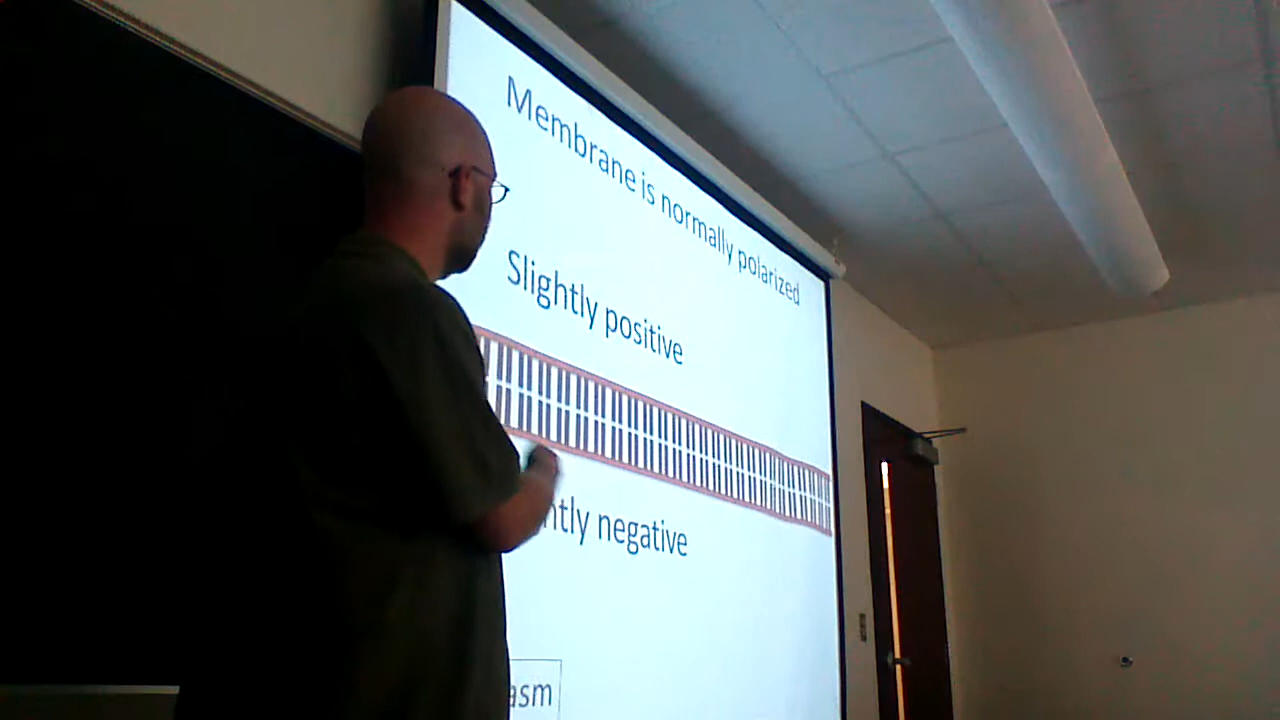 Membrane is normally polarized
Slightly positive
ntly negative
asm